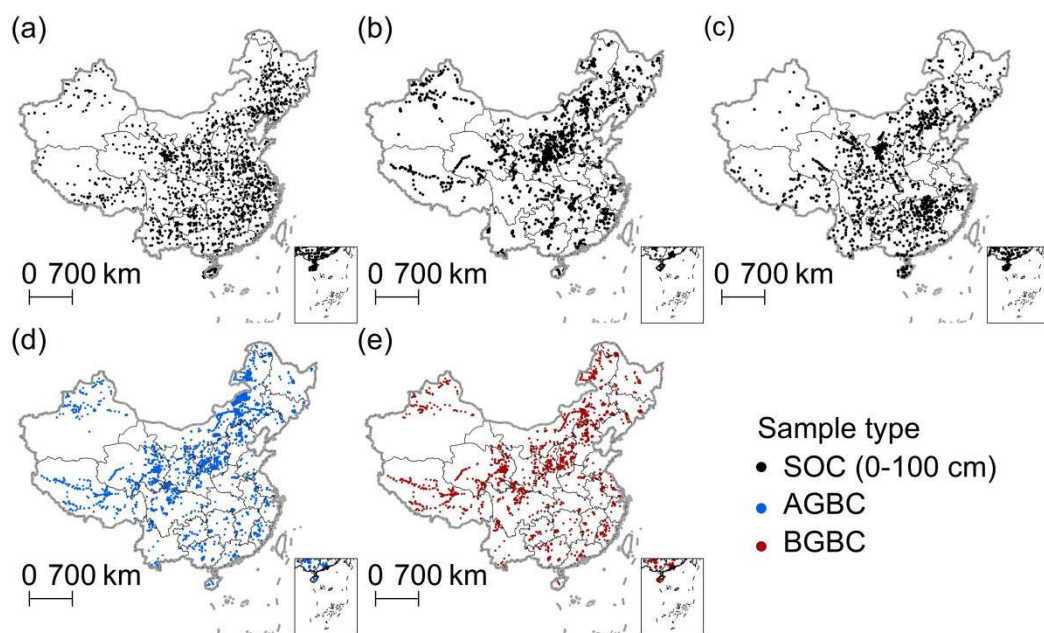 (a)
(b)
(c)
0 700 km
0 700 km
0 700 km
(d)
(e)
0 700 km
0 700 km
Sample type
SOC (0-100 cm)
AGBC
BGBC